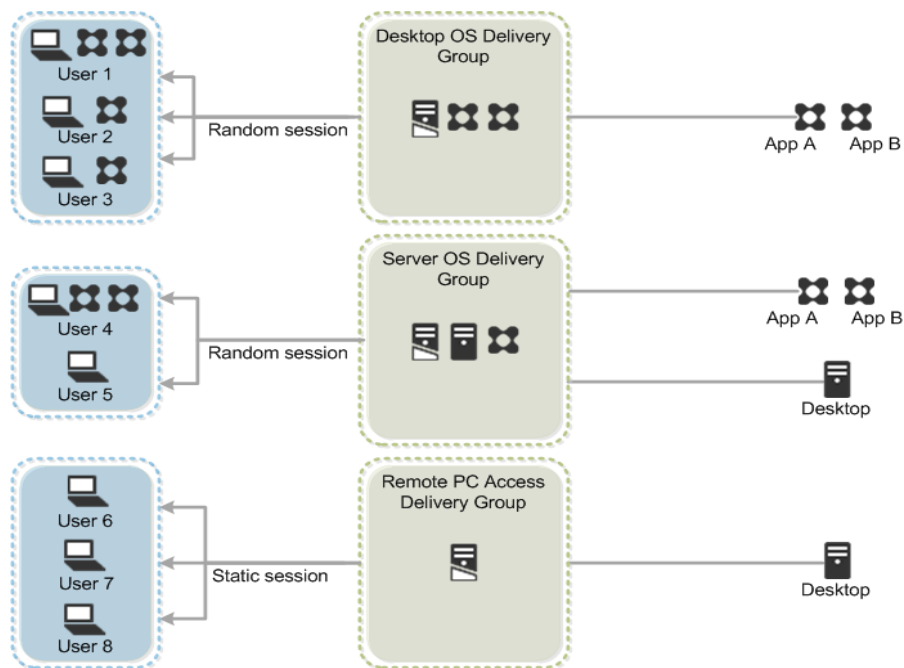 User 1
User 2
User 3
Random session
Desktop OS Delivery
Group
App A
App B
User 4
User 5
Random session
Server OS Delivery
Group
App A
App B
Desktop
User 6
User 7
User 8
Static session
Remote PC Access
Delivery Group
Desktop